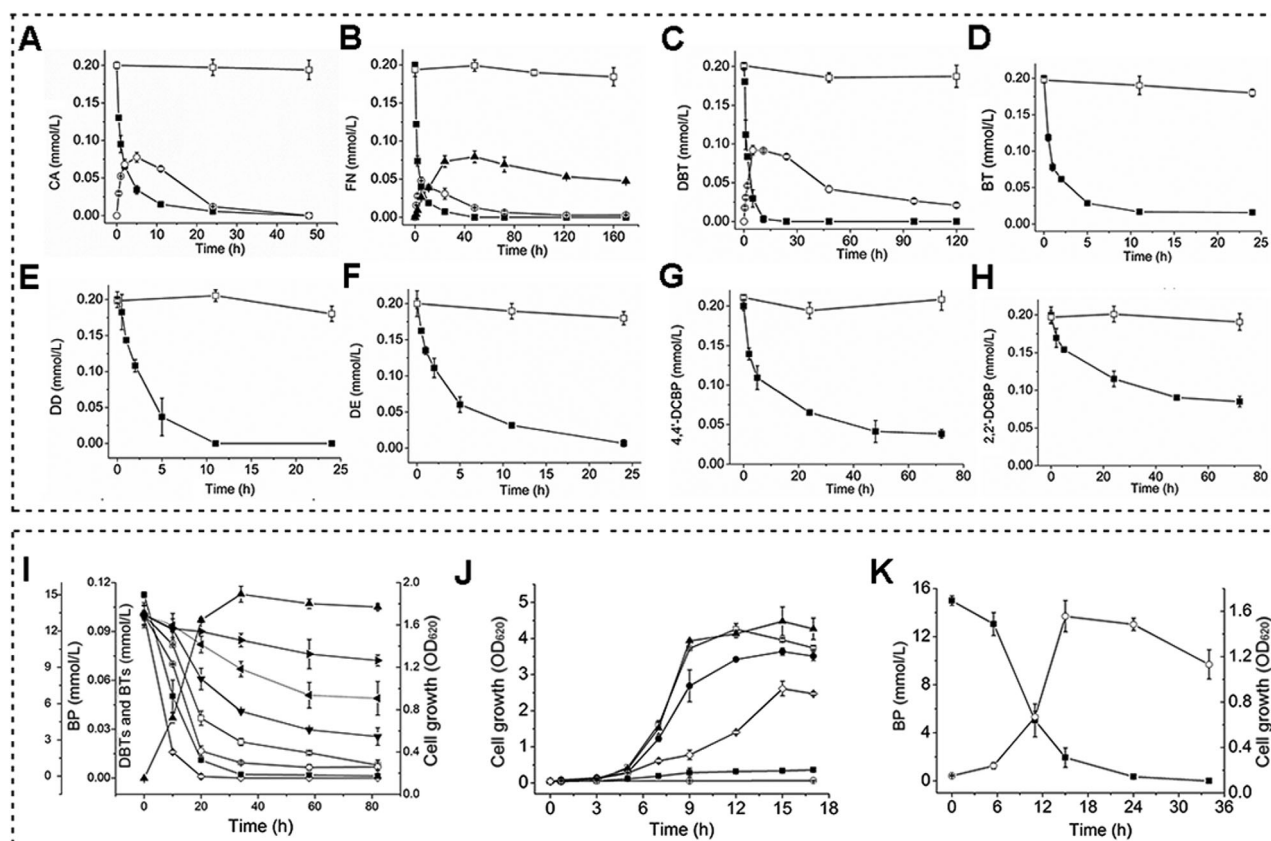 A
B
C
D
CA (mmol/L)
0.20
0.15
0.10
0.05
0.00
0 10 20 30 40 50
Time (h)
FN (mmol/L)
0.20
0.15
0.10
0.05
0.00
0 40 80 120 160
Time (h)
DBT (mmol/L)
0.20
0.15
0.10
0.05
0.00
0 30 60 90 120
Time (h)
BT (mmol/L)
0.20
0.15
0.10
0.05
0.00
0 5 10 15 20 25
Time (h)
E
F
G
H
DD (mmol/L)
0.20
0.15
0.10
0.05
0.00
0 5 10 15 20 25
Time (h)
DE (mmol/L)
0.20
0.15
0.10
0.05
0.00
0 5 10 15 20 25
Time (h)
4,4'-DCBP (mmol/L)
0.20
0.15
0.10
0.05
0.00
0 20 40 60 80
Time (h)
2,2'-DCBP (mmol/L)
0.20
0.15
0.10
0.05
0.00
0 20 40 60 80
Time (h)
I
J
K
BP (mmol/L)
15
12
9
6
3
0
DBTs and BTs (mmol/L)
0.12
0.09
0.06
0.03
0.00
0 20 40 60 80
Time (h)
2.0
1.6
1.2
0.8
0.4
0.0
Cell growth (OD620)
Cell growth (OD620)
5
4
3
2
1
0
0 3 6 9 12 15 18
Time (h)
BP (mmol/L)
16
12
8
4
0
0 6 12 18 24 30 36
Time (h)
1.6
1.2
0.8
0.4
0.0
Cell growth (OD620)